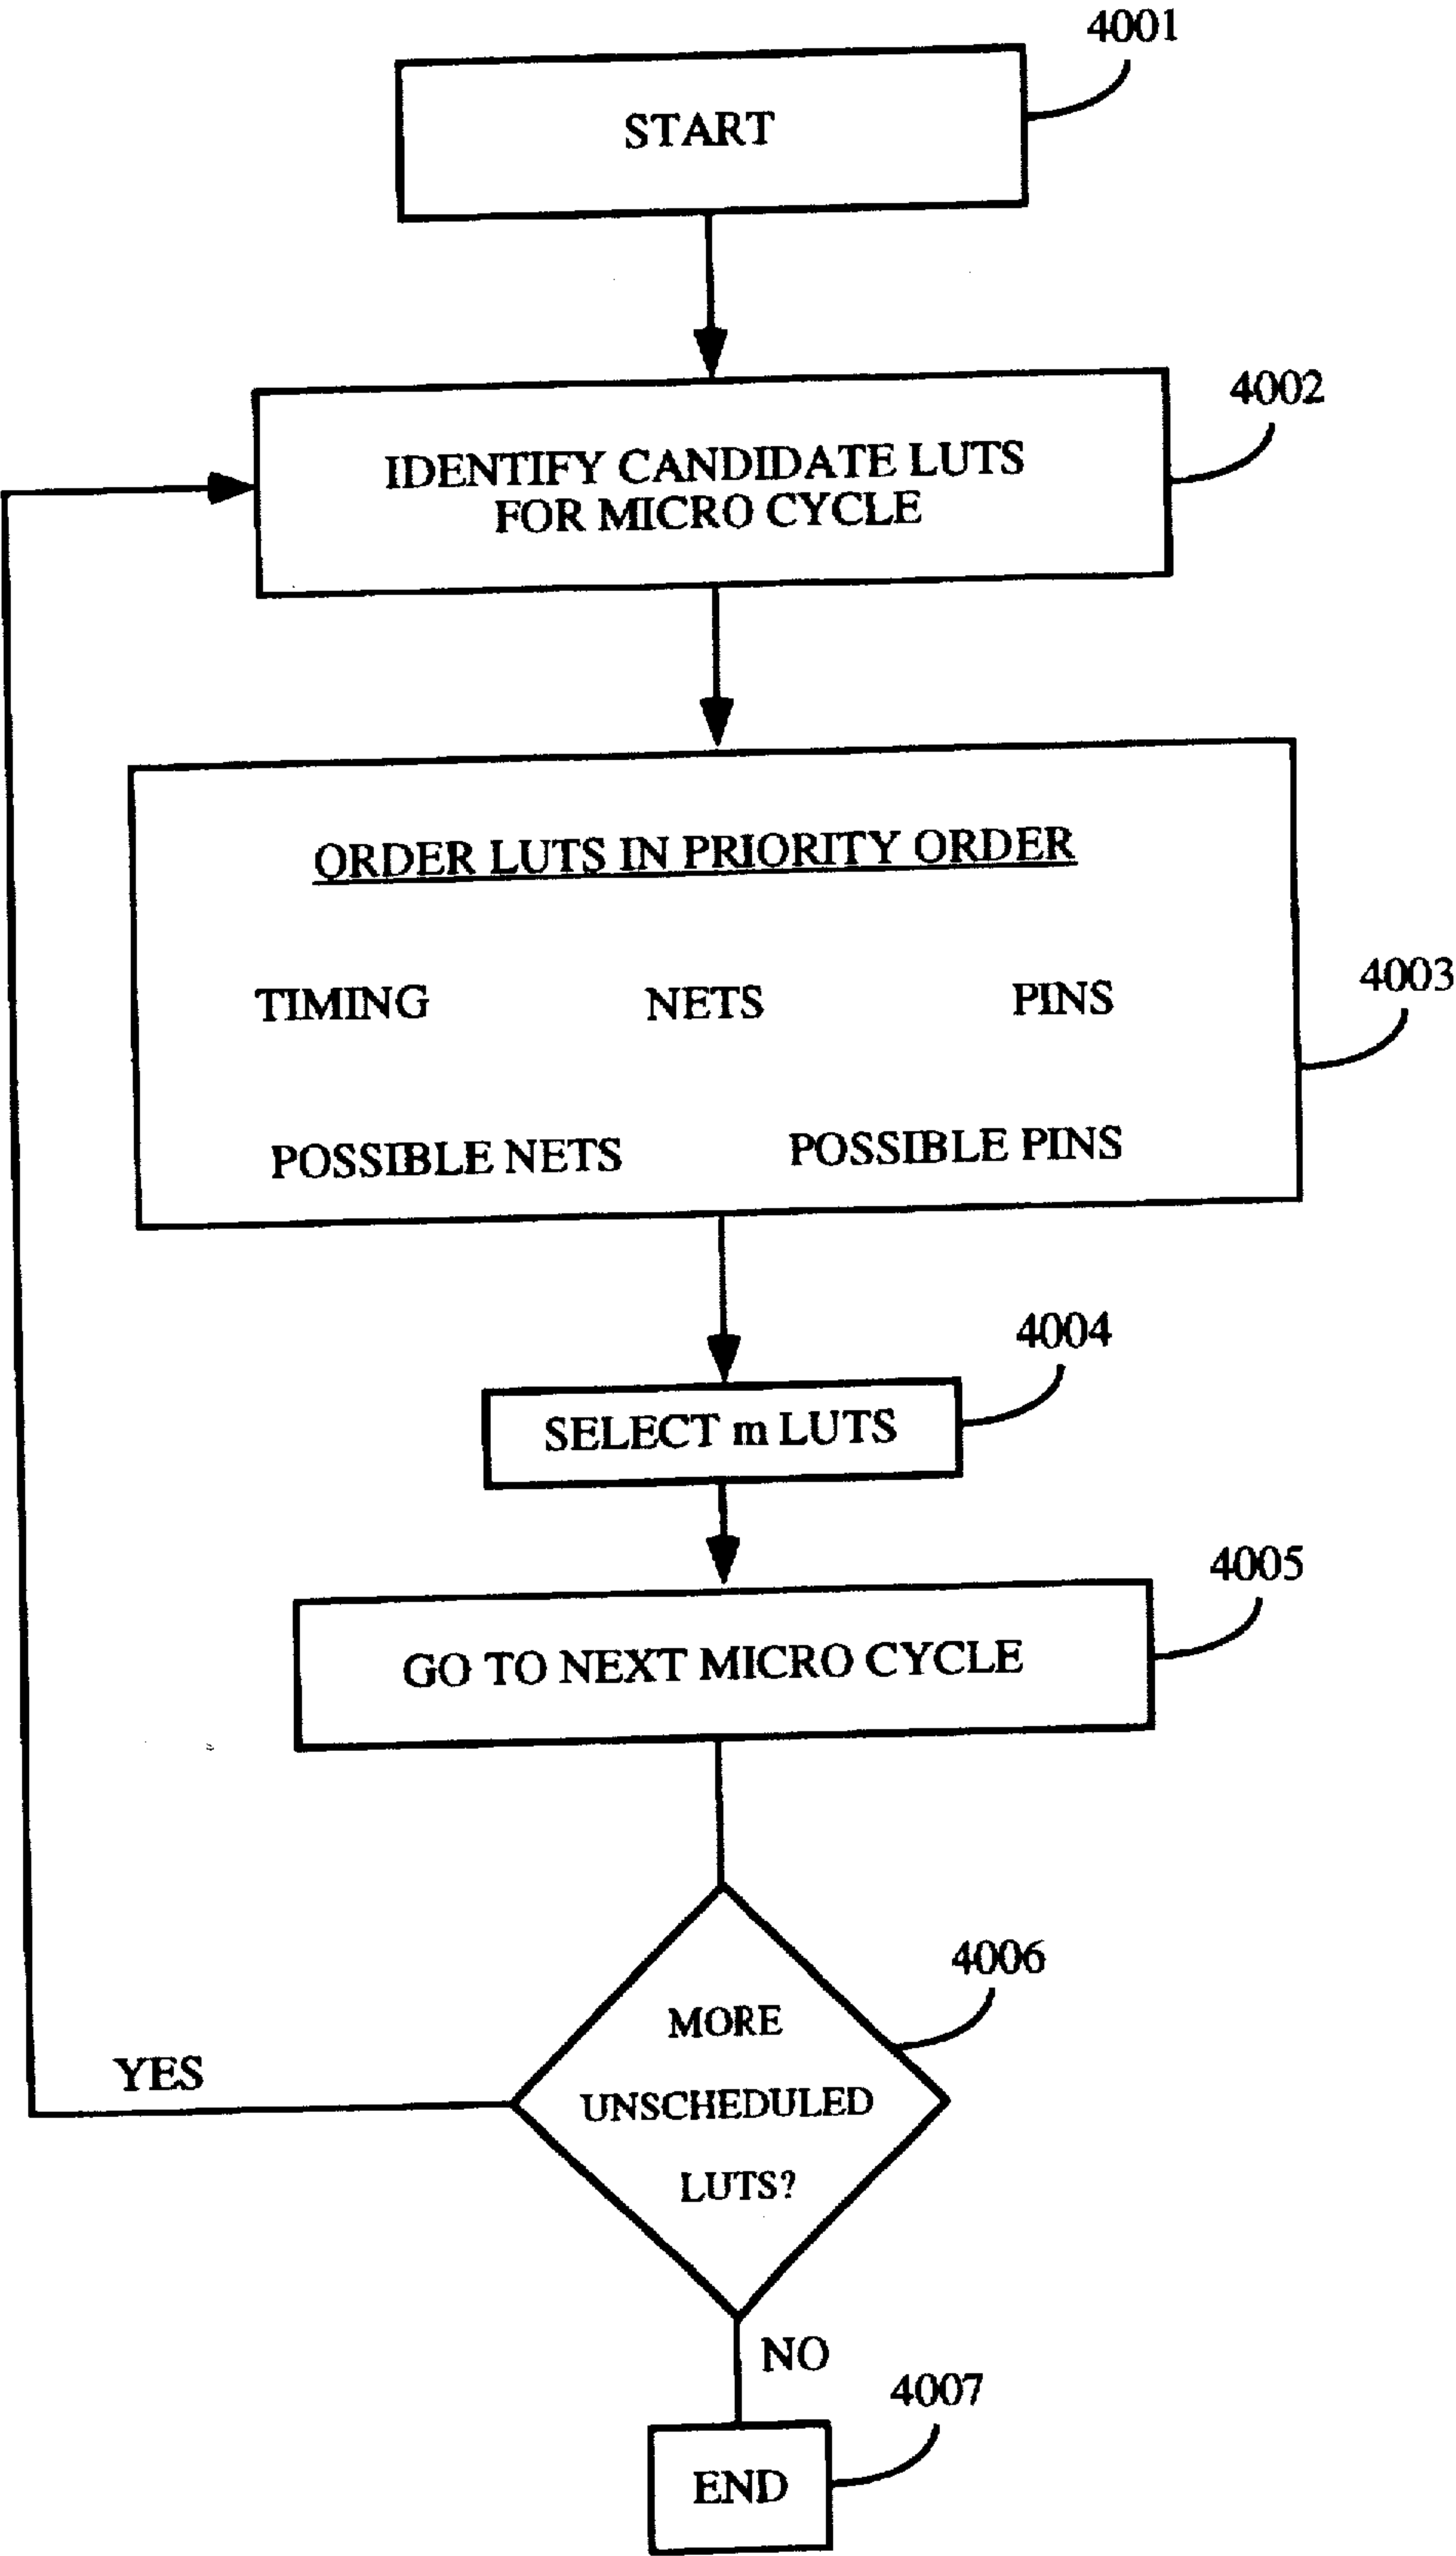 4001
START
4002
IDENTIFY CANDIDATE LUTS
FOR MICRO CYCLE
ORDER LUTS IN PRIORITY ORDER
4003
TIMING NETS PINS
POSSIBLE NETS POSSIBLE PINS
4004
SELECT m LUTS
4005
GO TO NEXT MICRO CYCLE
4006
MORE
UNSCHEDULED
LUTS?
YES
NO
4007
END